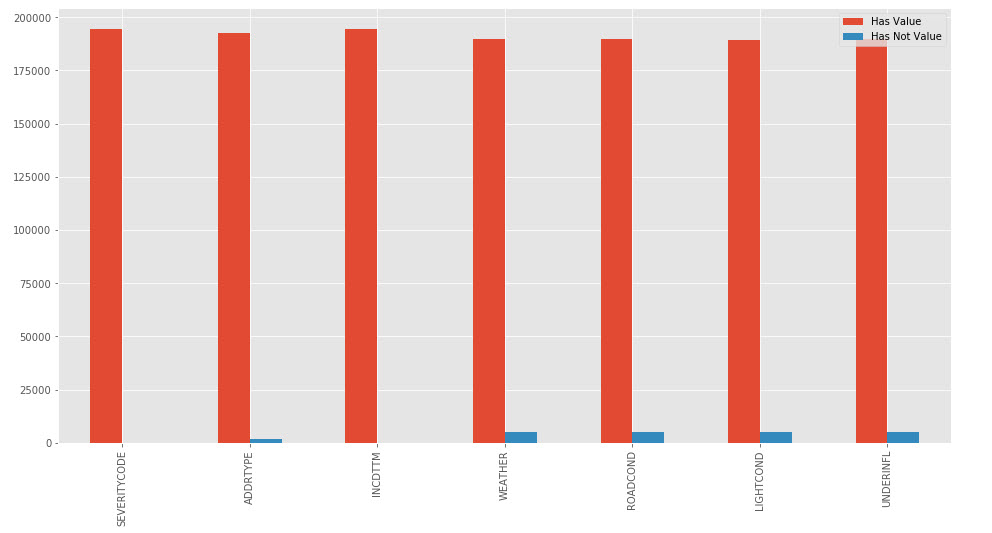 200000
175000
150000
125000
100000
75000
50000
25000
0
Has Value
Has Not Value
SEVERITYCODE
ADDRTYPE
INCDTTM
WEATHER
ROADCOND
LIGHTCOND
UNDERINFL